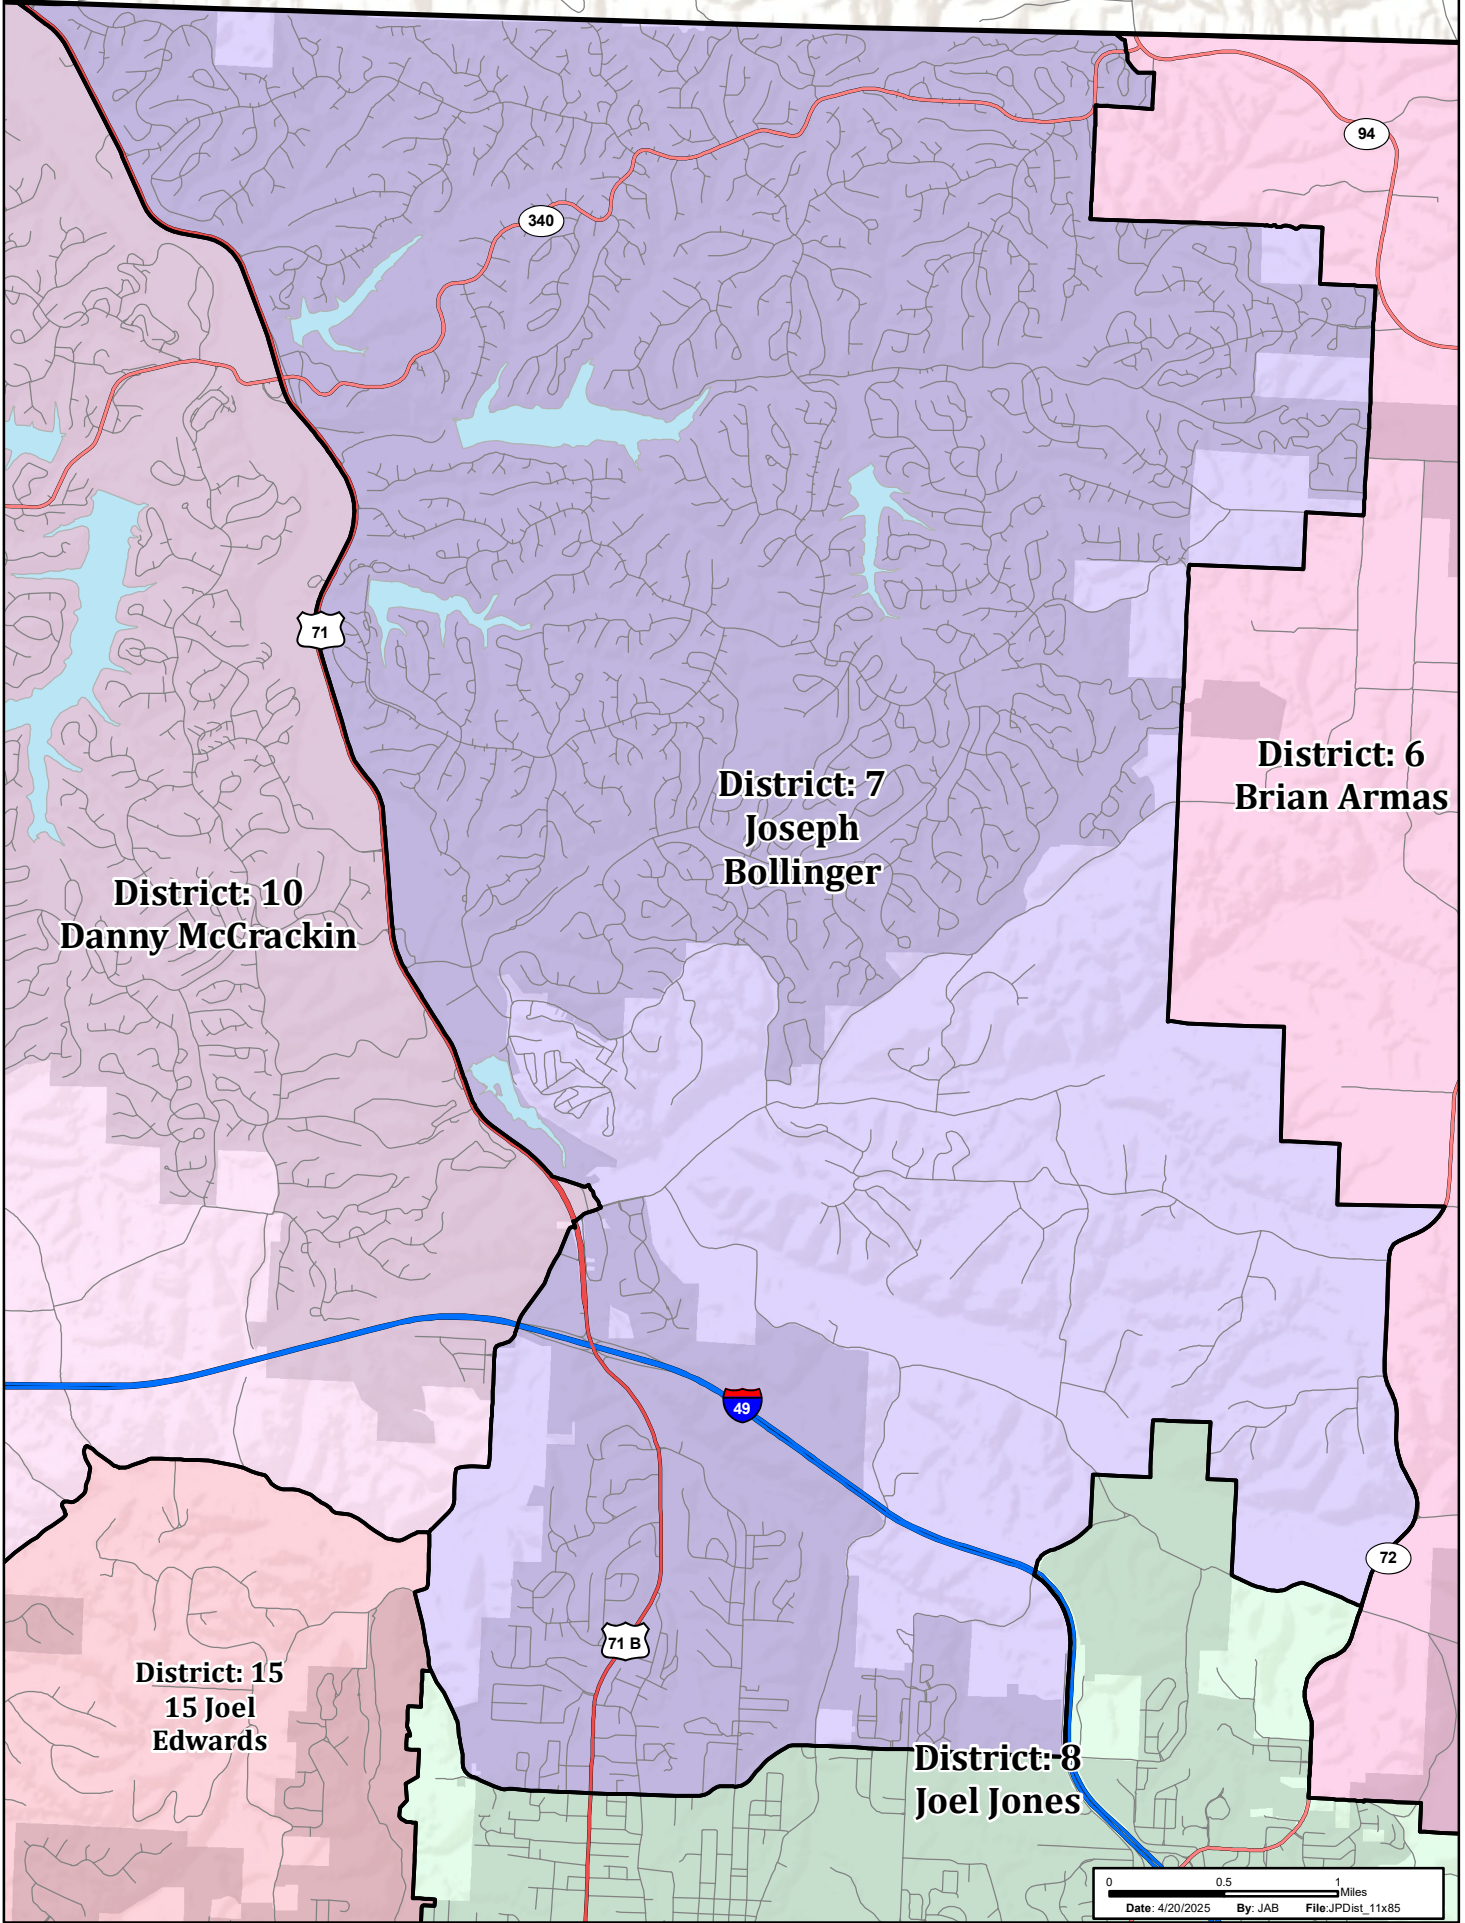 94
340
71
District: 6
Brian Armas
District: 7
Joseph
Bollinger
District: 10
Danny McCrackin
49
72
71 B
District: 15
15 Joel
Edwards
District: 8
Joel Jones
0 0.5 1
Miles
Date: 4/20/2025 By: JAB File:JPDist_11x85